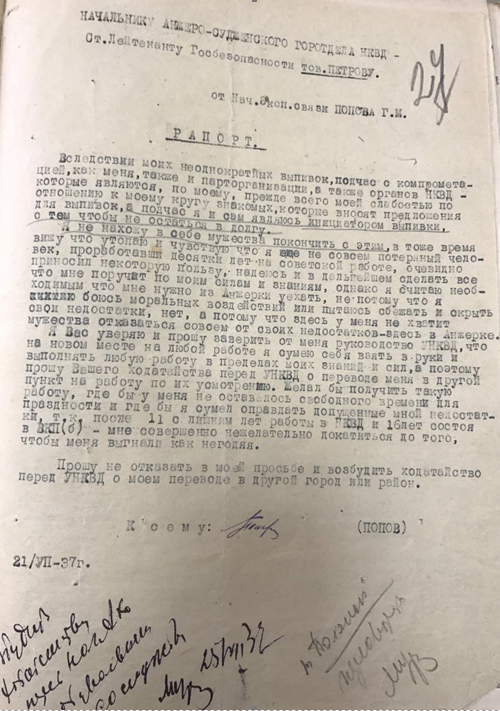 НАЧАЛЬНИКУ АНЖЕРО-СУДЖЕНСКОГО ГОРОТДЕЛА НКВД -
Ст.Лейтенанту Госбезопасности тов.ПЕТРОВУ.
24
от Нач.Экоп.связи ПОПОВА Г.М.
РАПОРТ.
Вследствии моих неоднократных выпивок,подчас с компромета-
цией,как меня,также и парторганизации,а также органов НКВД -
которые являются, по моему, прежде всего моей слабостью по
отношению к моему кругу знакомых,которые вносят предложения
для выпивок,а подчас я и сам являюсь инициатором выпивки,
с тем чтобы не остаться в долгу.
Я не нахожу в себе мужества покончить с этим,в тоже время
вижу что утопаю и чувствую что я еще не совсем потеряный чело-
век, проработавши десятки лет на советской работе, очевидно
приносил некоторую пользу, надеюсь и в дальнейшем сделать все
что мне поручат по моим силам и знаниям, однако я считаю необ-
ходимым что мне нужно из Анжерки уехать, не потому что я
боюсь моральных воздействий или пытаюсь сбежать и скрыть
свои недостатки, нет, а потому что здесь у меня не хватит
мужества отказаться совсем от своих недостатков-здесь в Анжерке.
А Вас уверяю и прошу заверить от меня руководство УНКВД,что
на новом месте на любой работе я сумею себя взять в руки и
выполнять любую работу в пределах моих знаний и сил,а поэтому
прошу Вашего ходатайства перед УНКВД о переводе меня в другой
пункт на работу по их усмотрению. Желал бы получить такую
работу, где бы у меня не оставалось свободного времени для
праздности и где бы я сумел оправдать допущенные мной недостат-
ки, т.к. после 11 с лишним лет работы в НКВД и 16лет состоя
в ВКП(б) - мне совершенно нежелательно докатиться до того,
чтобы меня выгнали как негодяя.
Прошу не отказать в моей просьбе и возбудить ходатайство
перед УНКВД о моем переводе в другой город или район.
К сему:
(ПОПОВ)
21/УП-37г.